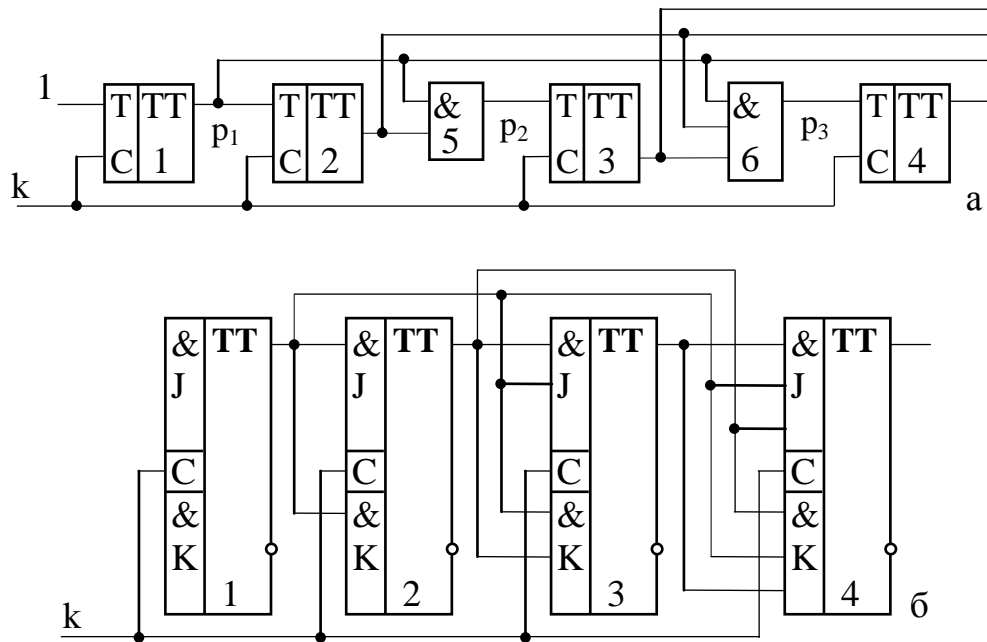 1
T TT T TT & T TT & T TT
p₁ p₂ p₃
C 1 C 2 5 C 3 6 C 4
k
а
& TT & TT & TT & TT
J J J J
C C C C
& & & &
K K K K
1 2 3 4
k
б